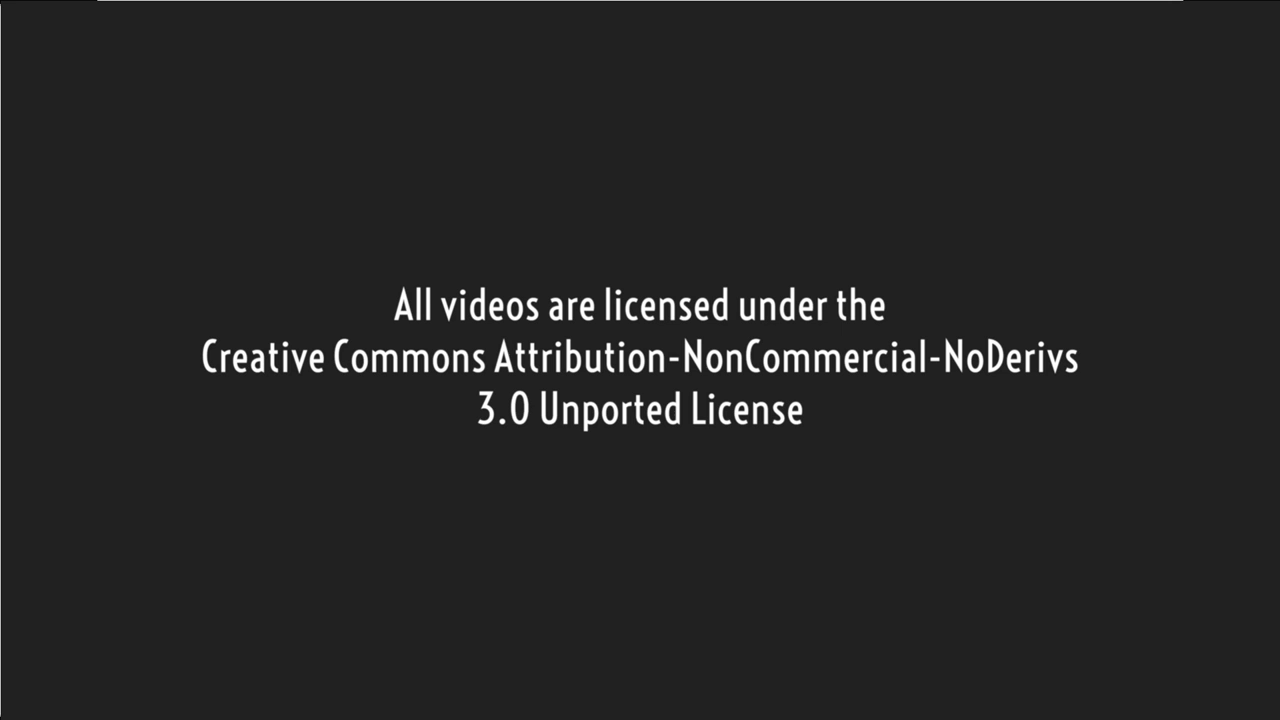 All videos are licensed under the
Creative Commons Attribution-NonCommercial-NoDerivs
3.0 Unported License